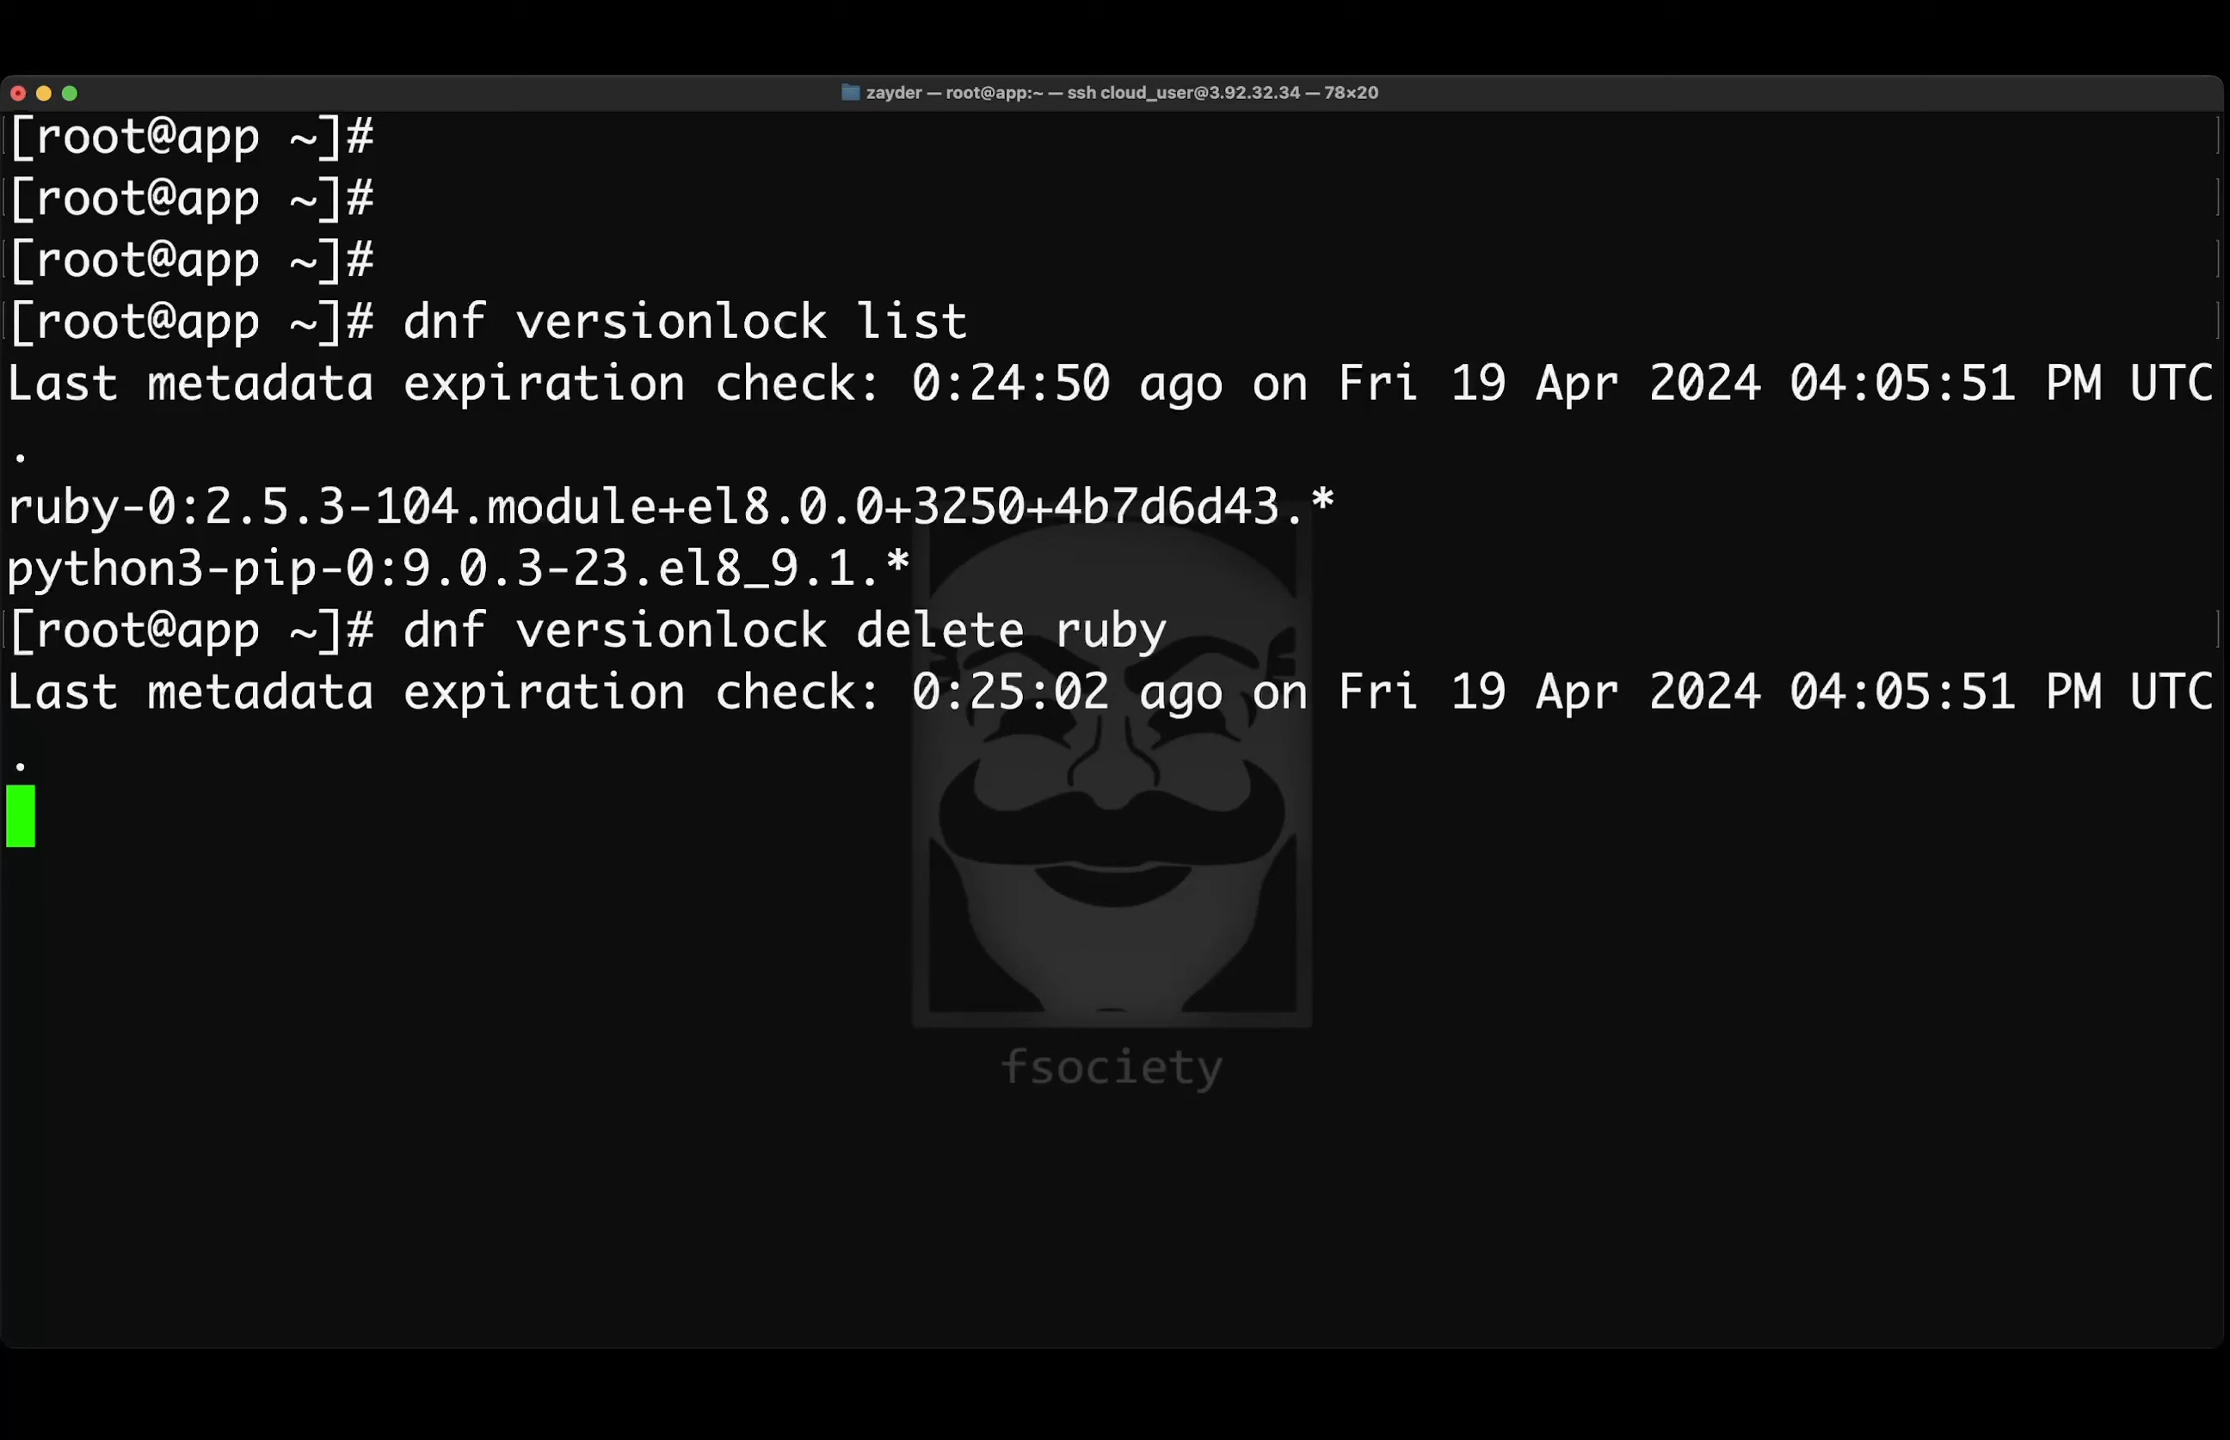 zayder — root@app:~ — ssh cloud_user@3.92.32.34 — 78×20
[root@app ~]#
[root@app ~]#
[root@app ~]#
[root@app ~]# dnf versionlock list
Last metadata expiration check: 0:24:50 ago on Fri 19 Apr 2024 04:05:51 PM UTC
.
ruby-0:2.5.3-104.module+el8.0.0+3250+4b7d6d43.*
python3-pip-0:9.0.3-23.el8_9.1.*
[root@app ~]# dnf versionlock delete ruby
Last metadata expiration check: 0:25:02 ago on Fri 19 Apr 2024 04:05:51 PM UTC
.
fsociety